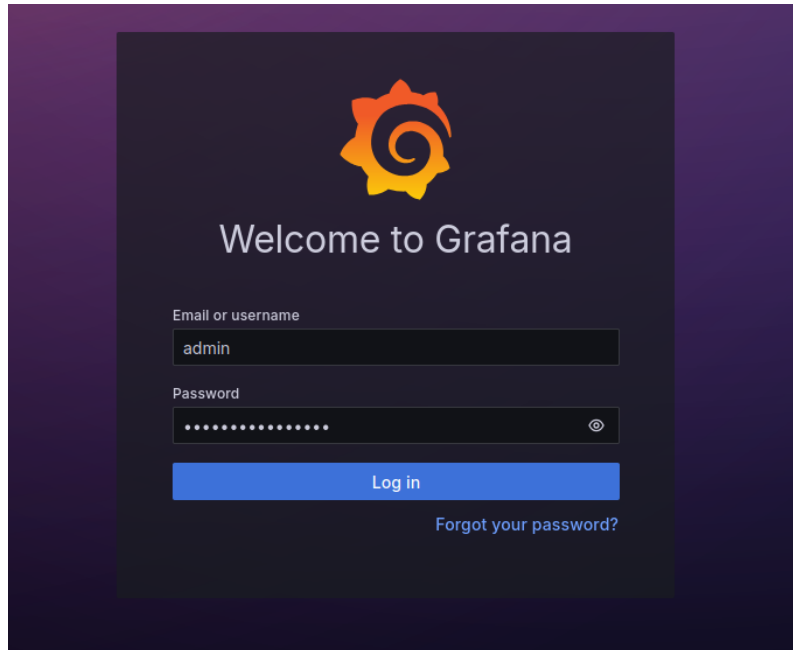 Welcome to Grafana
Email or username
admin
Password
••••••••••••••••
Log in
Forgot your password?